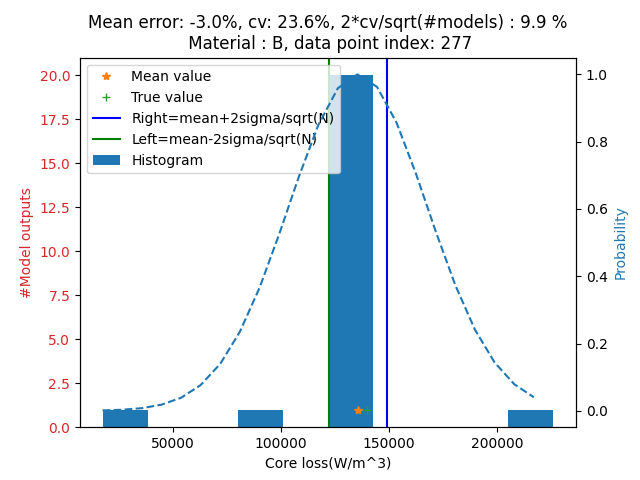 Mean error: -3.0%, cv: 23.6%, 2*cv/sqrt(#models) : 9.9 %
Material : B, data point index: 277
Mean value
True value
Right=mean+2sigma/sqrt(N)
Left=mean-2sigma/sqrt(N)
Histogram
#Model outputs
20.0
17.5
15.0
12.5
10.0
7.5
5.0
2.5
0.0
1.0
0.8
0.6
0.4
0.2
0.0
Probability
50000
100000
150000
200000
Core loss(W/m^3)